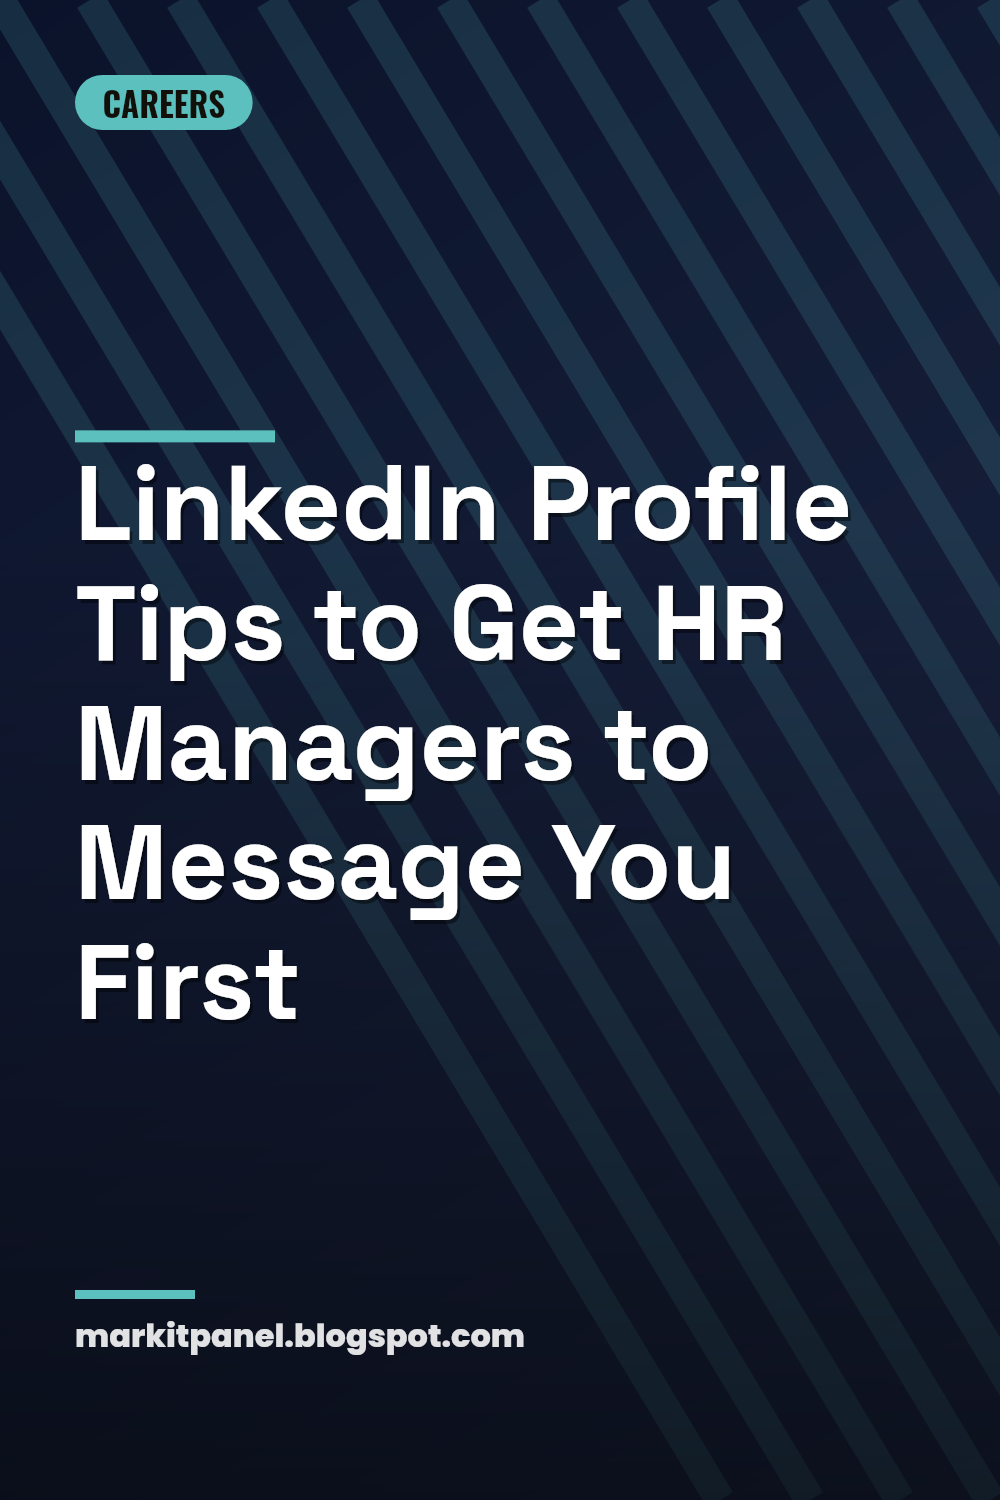 CAREERS
LinkedIn Profile
Tips to Get HR
Managers to
Message You
First
markitpanel.blogspot.com